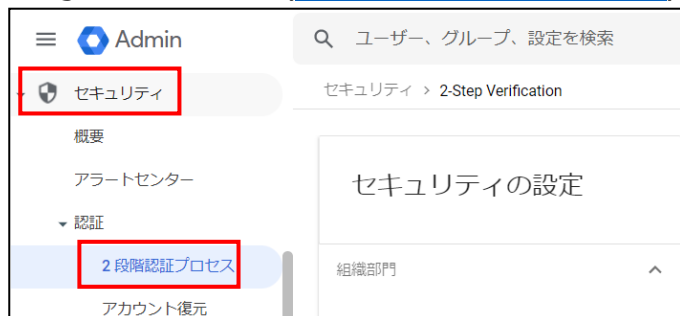 Admin
ユーザー、グループ、設定を検索
セキュリティ
セキュリティ > 2-Step Verification
概要
アラートセンター
セキュリティの設定
認証
2 段階認証プロセス
組織部門
アカウント復元